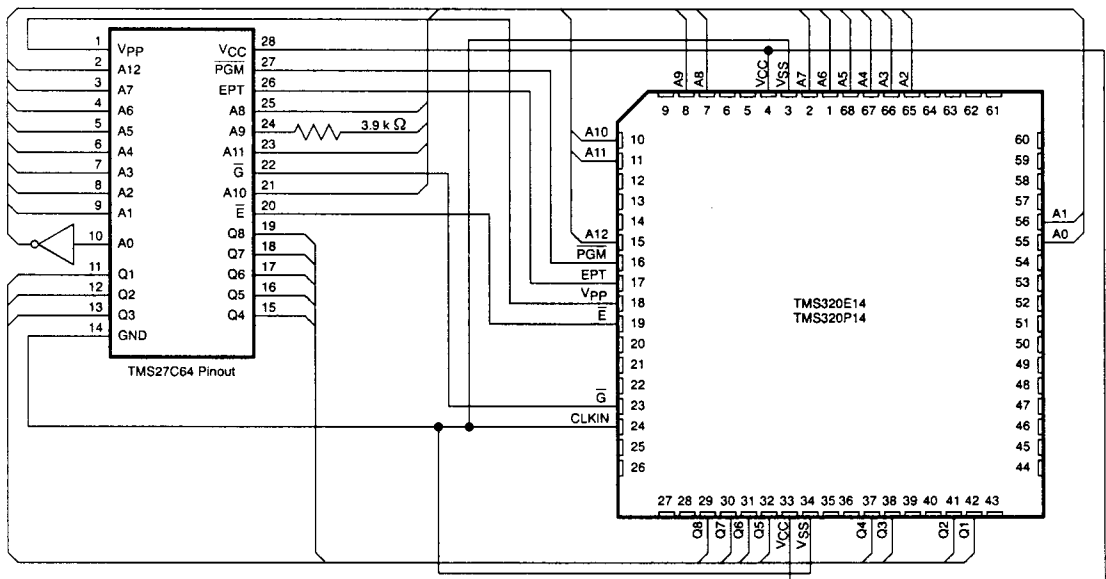 1 VPP VCC 28
2 A12 PGM 27
3 A7 EPT 26
4 A6 A8 25
5 A5 A9 24 3.9 k Ω
6 A4 A11 23
7 A3 G 22
8 A2 A10 21
9 A1 E 20
10 A0 Q8 19
Q7 18
11 Q1 Q6 17
12 Q2 Q5 16
13 Q3 Q4 15
14 GND
TMS27C64 Pinout
A9 A8 VCC VSS A7 A6 A5 A4 A3 A2
9 8 7 6 5 4 3 2 1 68 67 66 65 64 63 62 61
A10 10
A11 11
12
13
14
A12 15
PGM 16
EPT 17
VPP 18
E 19
20
21
22
G 23
CLKIN 24
25
26
TMS320E14
TMS320P14
60
59
58
57
56 A1
55 A0
54
53
52
51
50
49
48
47
46
45
44
27 28 29 30 31 32 33 34 35 36 37 38 39 40 41 42 43
Q8 Q7 Q6 Q5 VCC VSS Q4 Q3 Q2 Q1